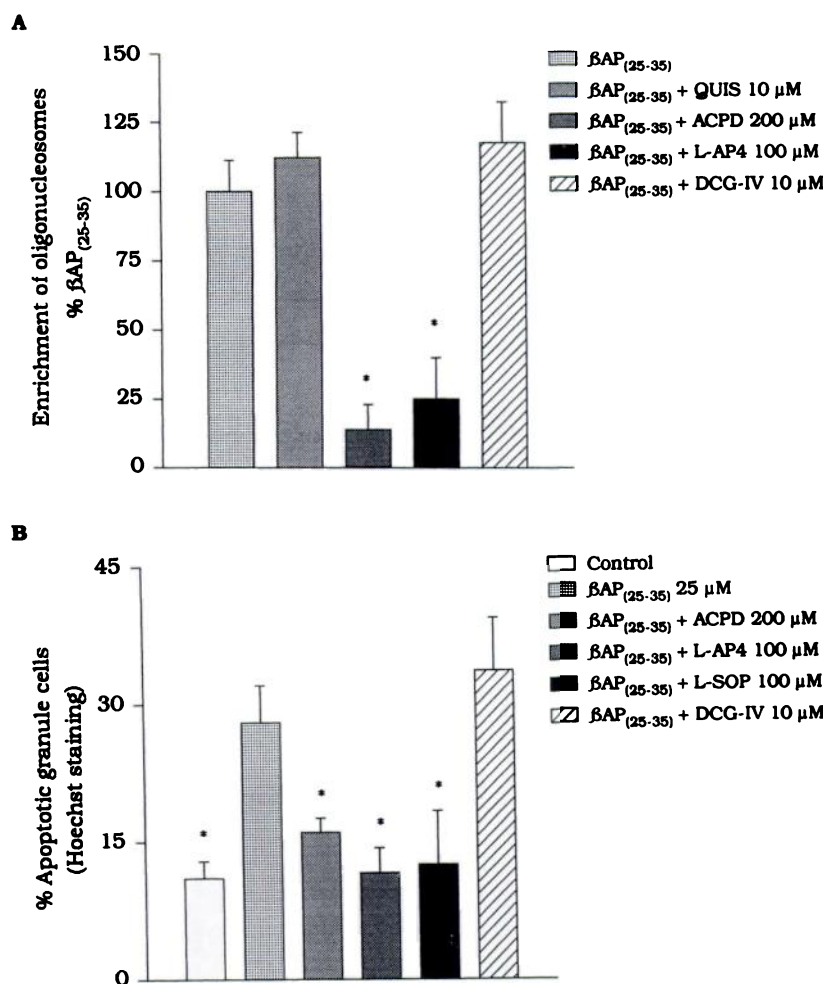 A
150
125
100
75
50
25
0
Enrichment of oligonucleosomes
% βAP(25-35)
*
*
βAP(25-35)
βAP(25-35) + QUIS 10 µM
βAP(25-35) + ACPD 200 µM
βAP(25-35) + L-AP4 100 µM
βAP(25-35) + DCG-IV 10 µM
B
45
30
15
0
% Apoptotic granule cells
(Hoechst staining)
*
*
*
*
Control
βAP(25-35) 25 µM
βAP(25-35) + ACPD 200 µM
βAP(25-35) + L-AP4 100 µM
βAP(25-35) + L-SOP 100 µM
βAP(25-35) + DCG-IV 10 µM